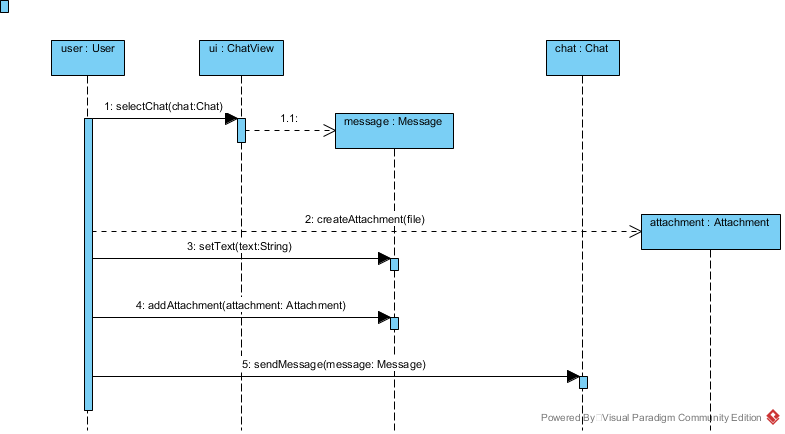 user : User
ui : ChatView
chat : Chat
1: selectChat(chat:Chat)
1.1:
message : Message
2: createAttachment(file)
attachment : Attachment
3: setText(text:String)
4: addAttachment(attachment: Attachment)
5: sendMessage(message: Message)
Powered By Visual Paradigm Community Edition